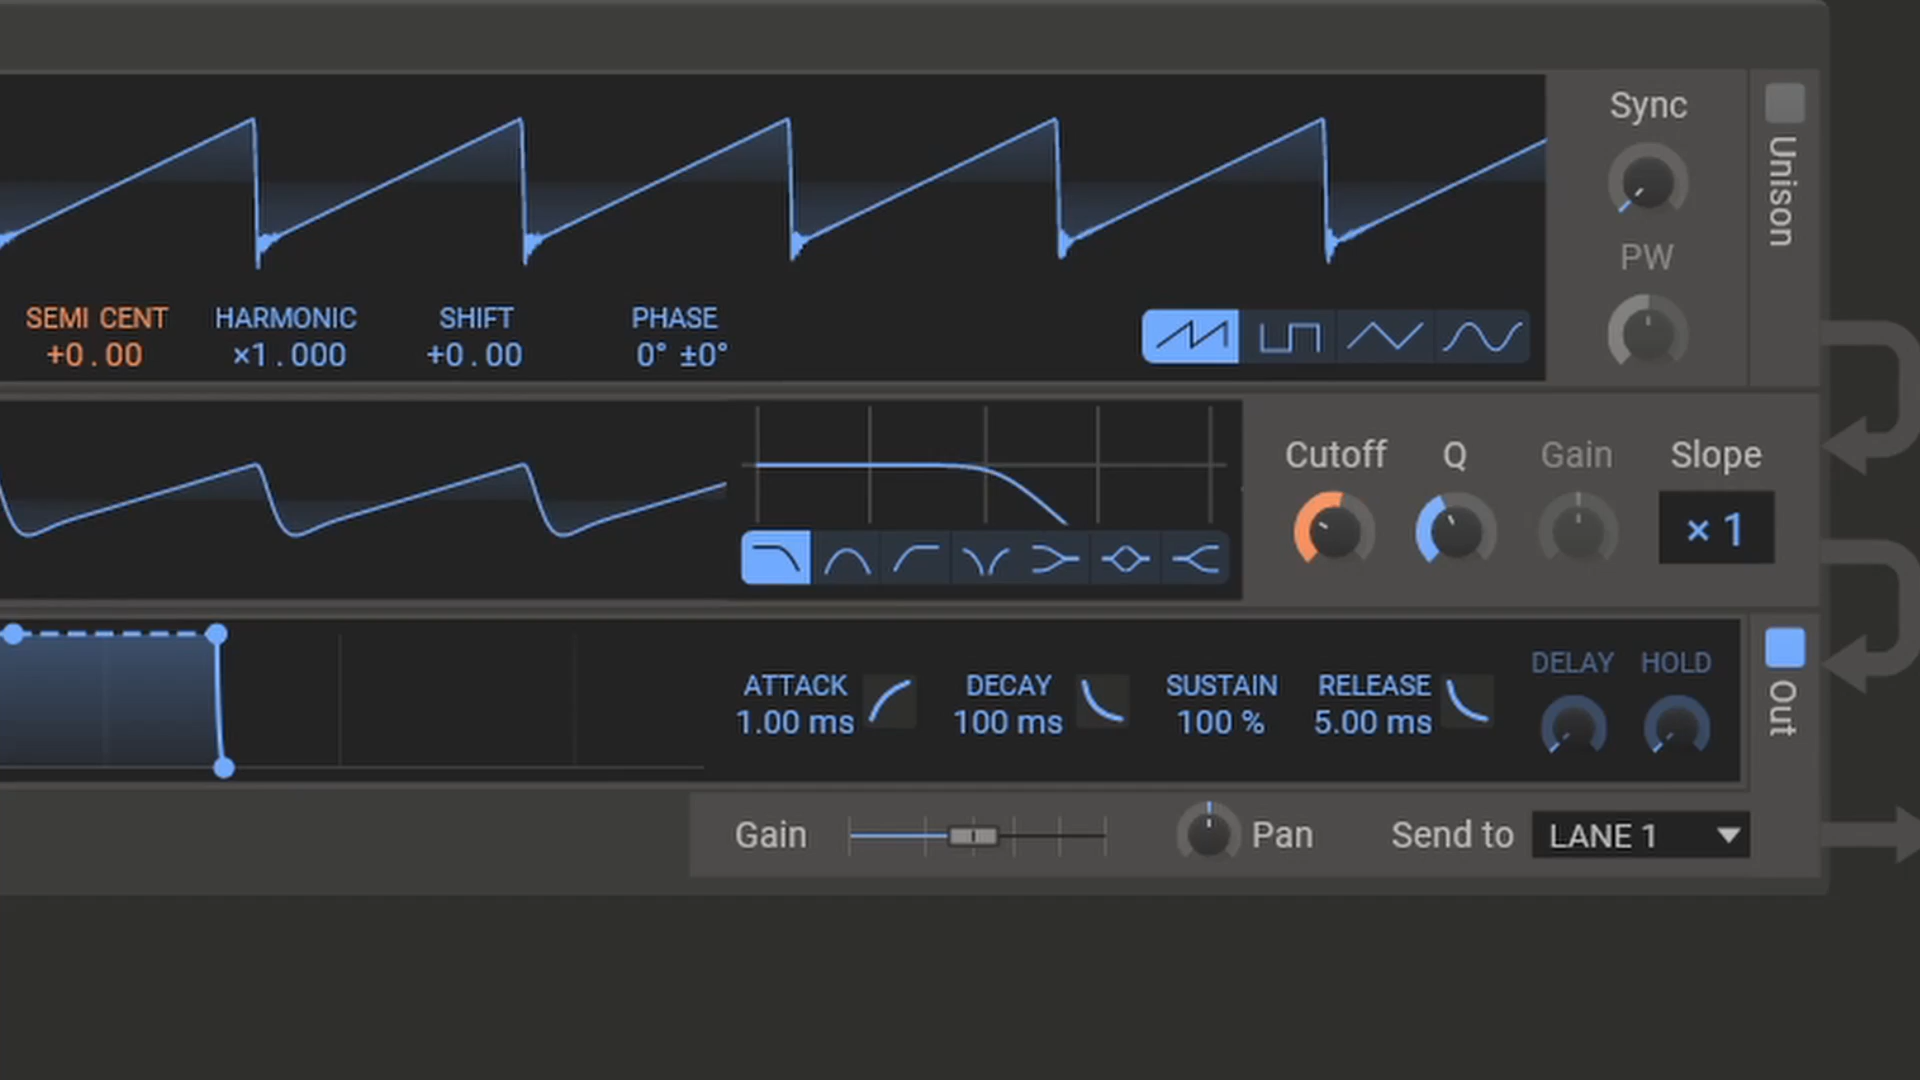 Sync
Unison
PW
SEMI CENT HARMONIC SHIFT PHASE
+0.00 ×1.000 +0.00 0° ±0°
Cutoff Q Gain Slope
× 1
ATTACK DECAY SUSTAIN RELEASE DELAY HOLD
1.00 ms 100 ms 100 % 5.00 ms
Out
Gain Pan Send to LANE 1